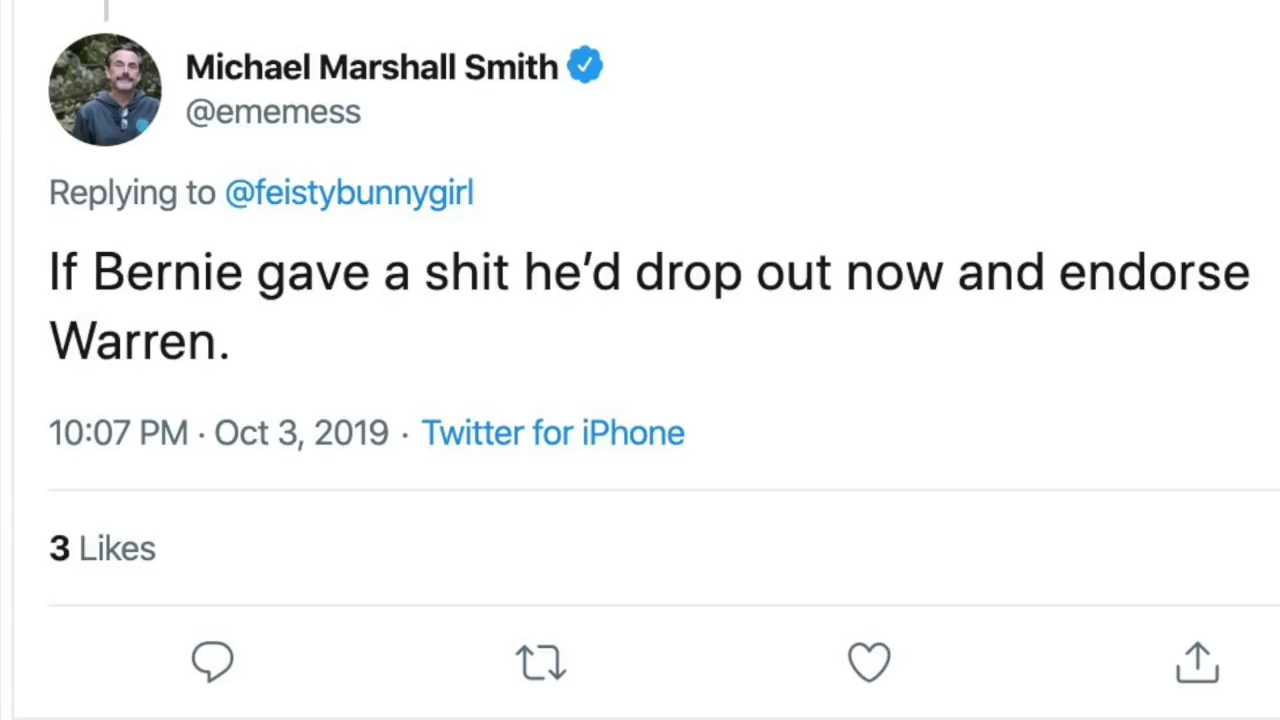 Michael Marshall Smith
@ememess
Replying to @feistybunnygirl
If Bernie gave a shit he’d drop out now and endorse
Warren.
10:07 PM · Oct 3, 2019 · Twitter for iPhone
3 Likes